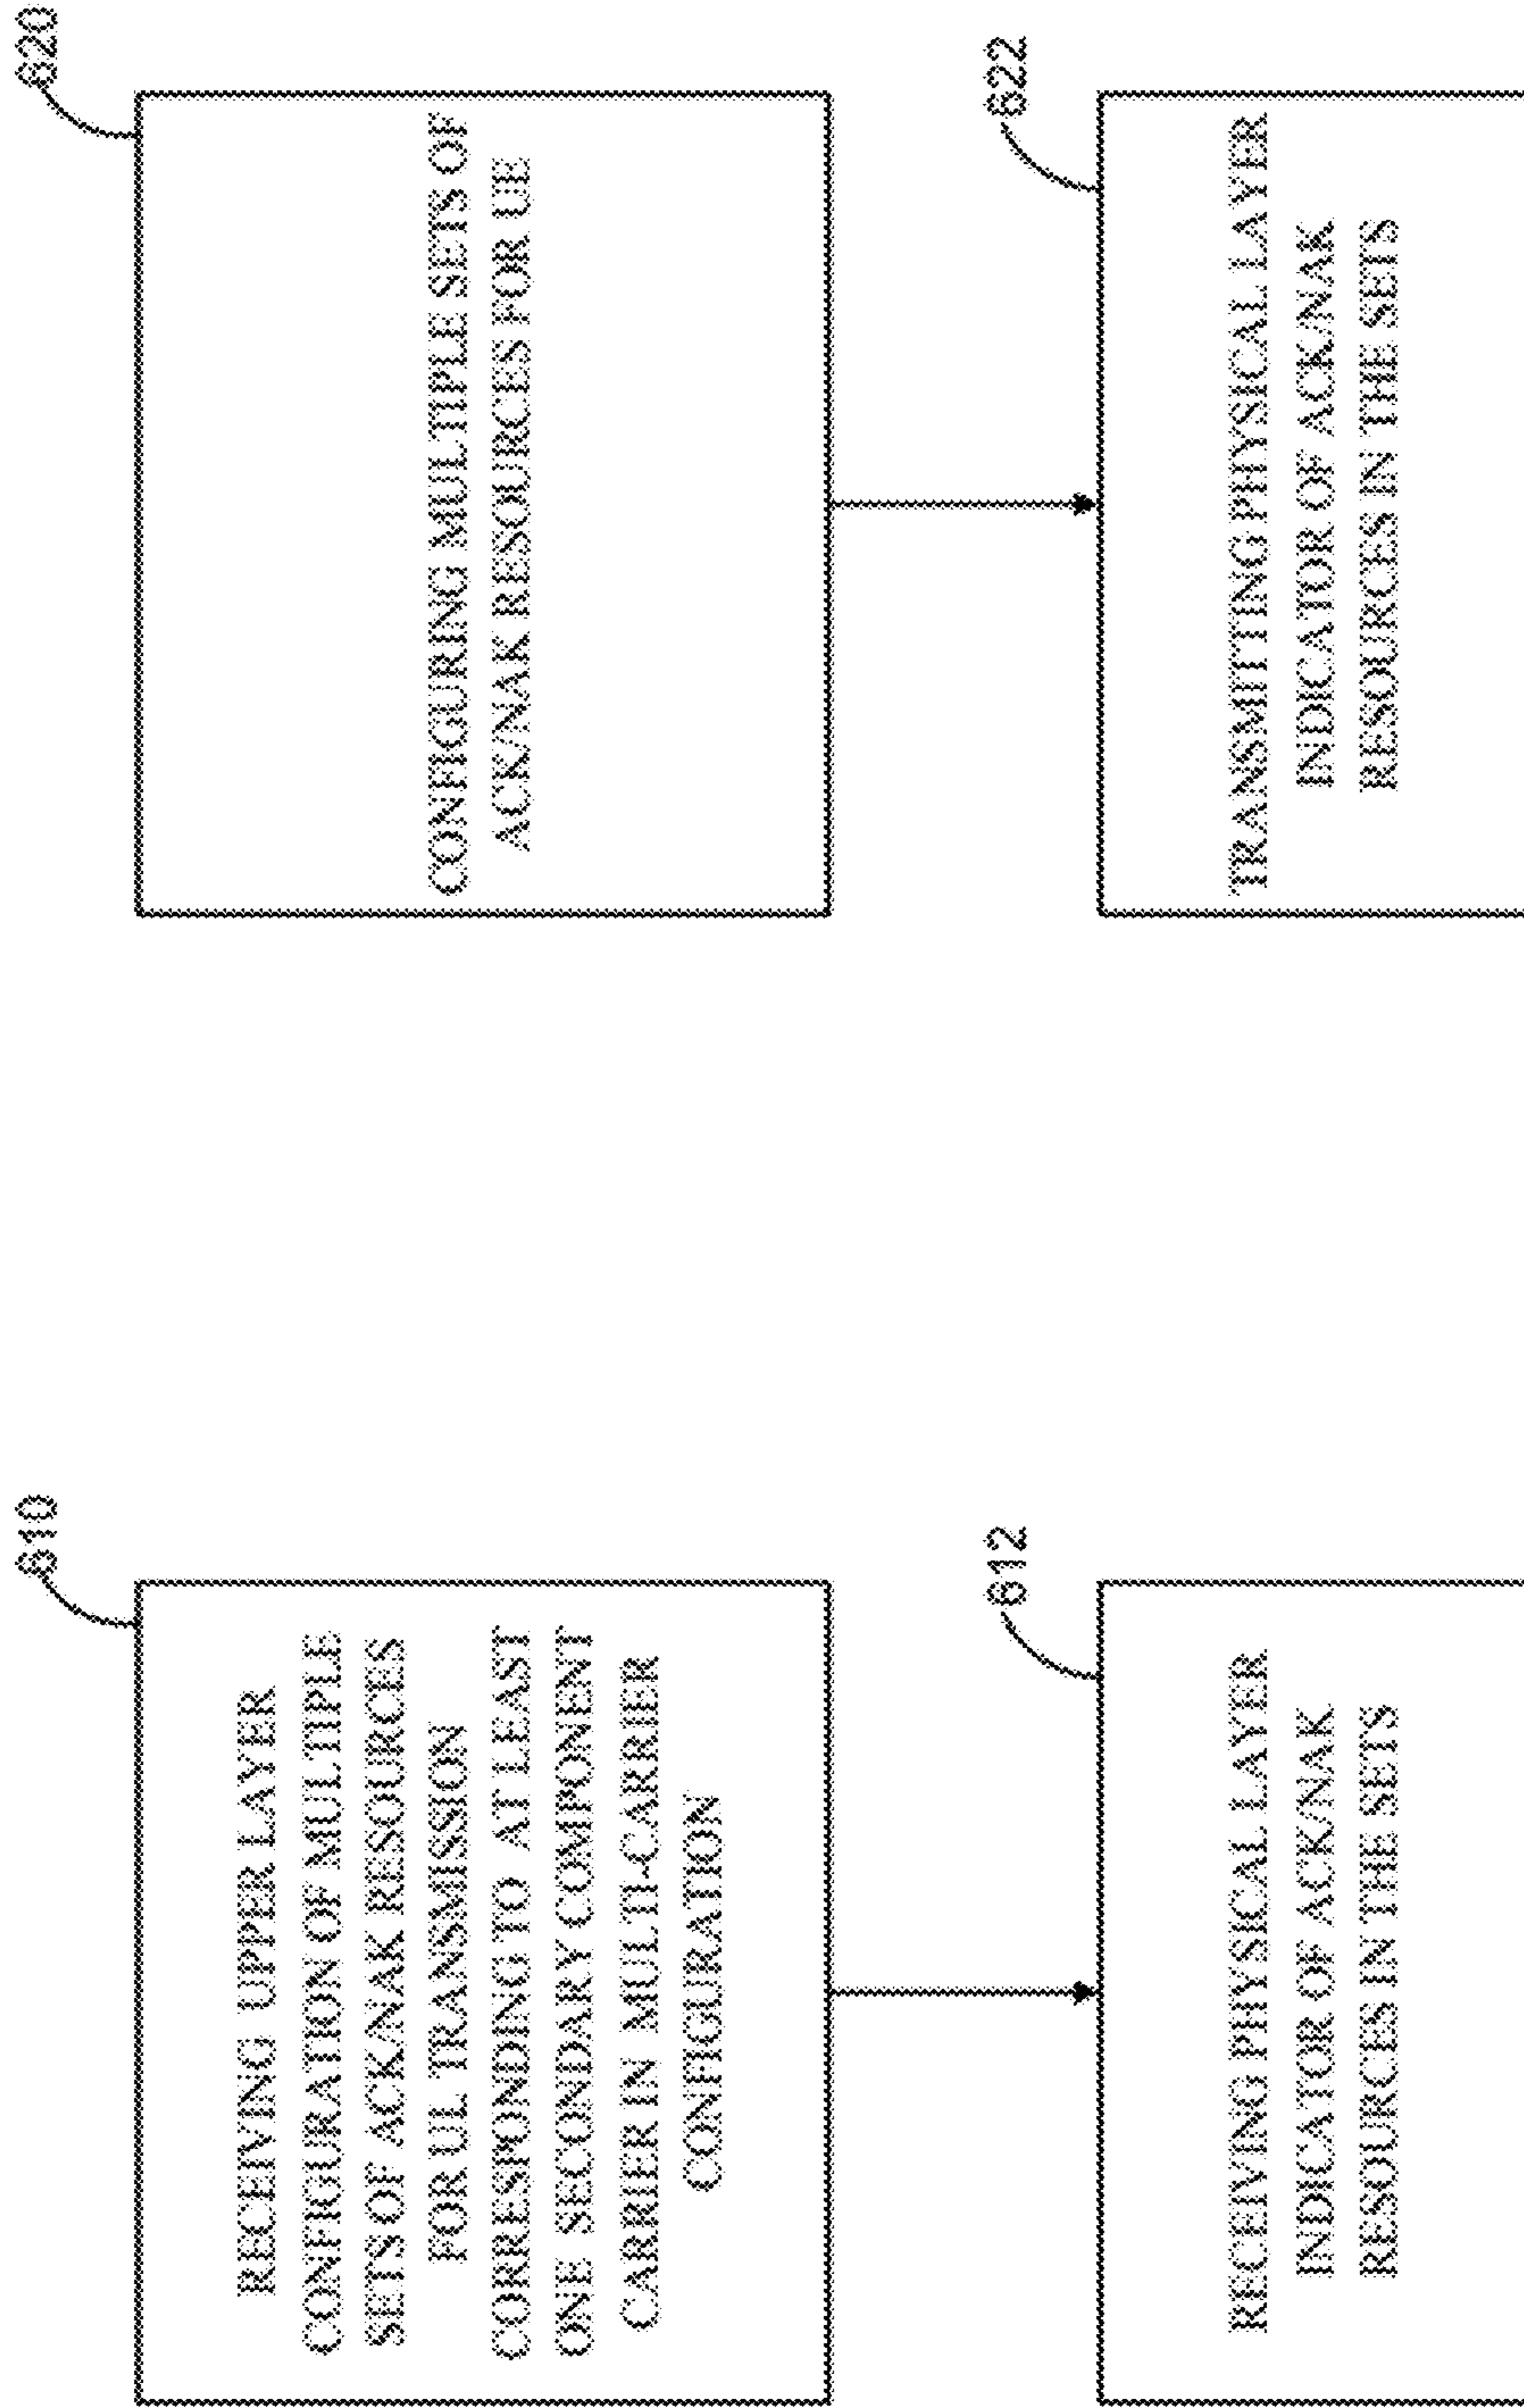 610
RECEIVING UPPER LAYER
CONFIGURATION OF MULTIPLE
SETS OF ACK/NAK RESOURCES
FOR UL TRANSMISSION
CORRESPONDING TO AT LEAST
ONE SECONDARY COMPONENT
CARRIER IN MULTI-CARRIER
CONFIGURATION
612
RECEIVING PHYSICAL LAYER
INDICATOR OF ACK/NAK
RESOURCES IN THE SETS
620
CONFIGURING MULTIPLE SETS OF
ACK/NAK RESOURCES FOR UE
622
TRANSMITTING PHYSICAL LAYER
INDICATOR OF ACK/NAK
RESOURCES IN THE SETS